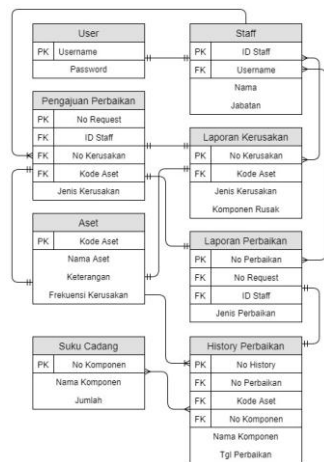 User
PK Username
Password
Staff
PK ID Staff
FK Username
Nama
Jabatan
Pengajuan Perbaikan
PK No Request
FK ID Staff
FK No Kerusakan
FK Kode Aset
Jenis Kerusakan
Laporan Kerusakan
PK No Kerusakan
FK Kode Aset
Jenis Kerusakan
Komponen Rusak
Aset
PK Kode Aset
Nama Aset
Keterangan
Frekuensi Kerusakan
Laporan Perbaikan
PK No Perbaikan
FK No Request
FK ID Staff
Jenis Perbaikan
Suku Cadang
PK No Komponen
Nama Komponen
Jumlah
History Perbaikan
PK No History
FK No Perbaikan
FK Kode Aset
FK No Komponen
Nama Komponen
Tgl Perbaikan